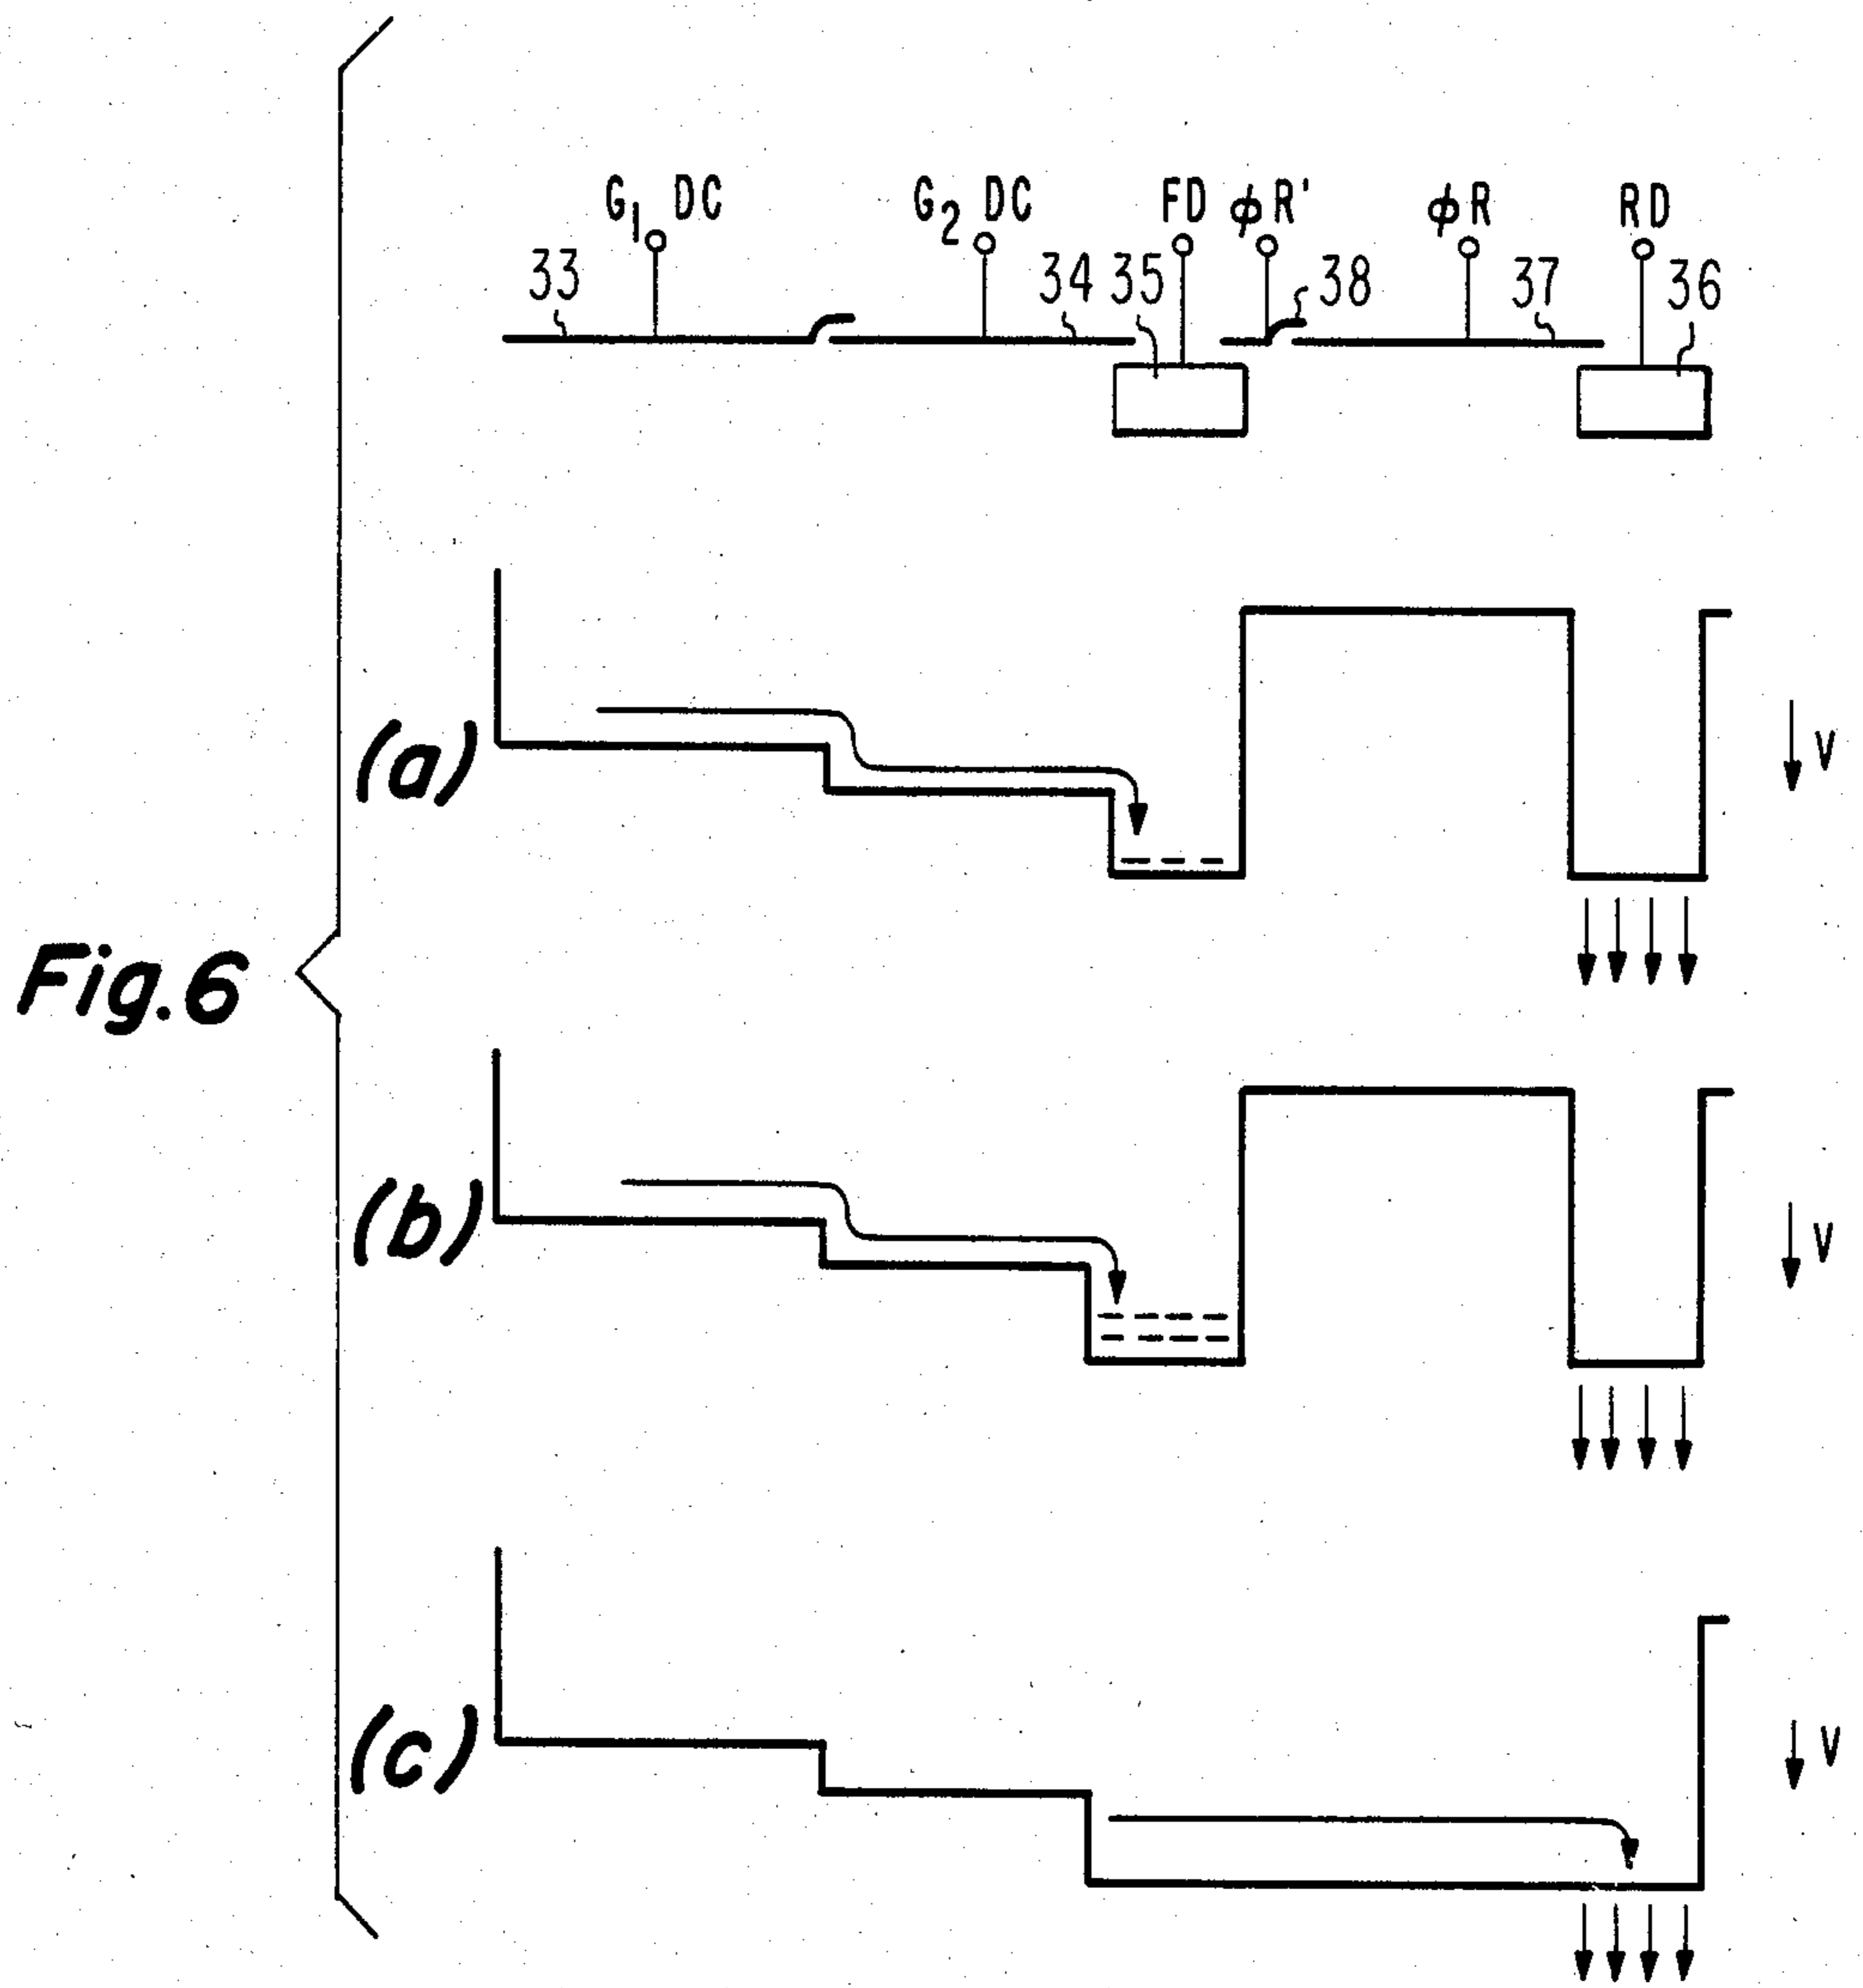 G₁ DC G₂ DC FD ϕR' ϕR RD
33 34 35 38 37 36
(a) V
Fig.6
(b) V
(c) V